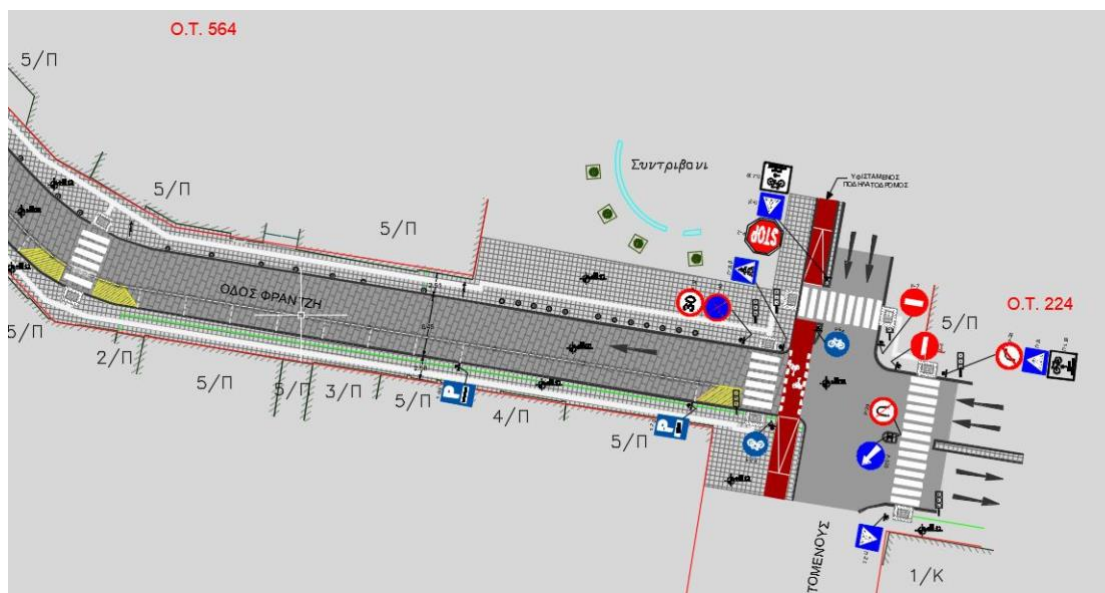 Ο.Τ. 564
5/Π
5/Π
5/Π
Συντριβανι
ΥΦΙΣΤΑΜΕΝΟΣ
ΠΟΔΗΛΑΤΟΔΡΟΜΟΣ
STOP
30
ΟΔΟΣ ΦΡΑΝΤΖΗ
5/Π
Ο.Τ. 224
5/Π
2/Π
5/Π
5/Π
3/Π
5/Π
P
4/Π
5/Π
P
ΤΟΜΕΝΟΥΣ
1/Κ